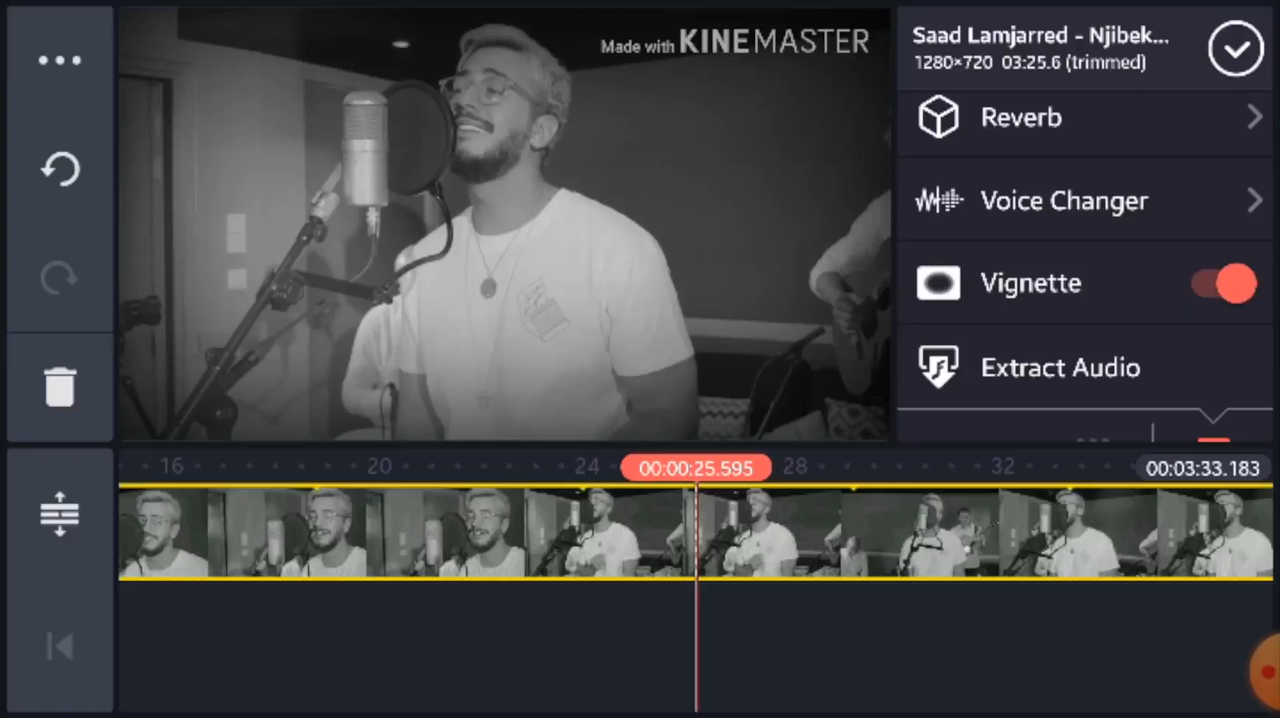 Made with KINEMASTER
Saad Lamjarred - Njibek...
1280×720 03:25.6 (trimmed)
Reverb
Voice Changer
Vignette
Extract Audio
16
20
24
00:00:25.595
28
32
00:03:33.183